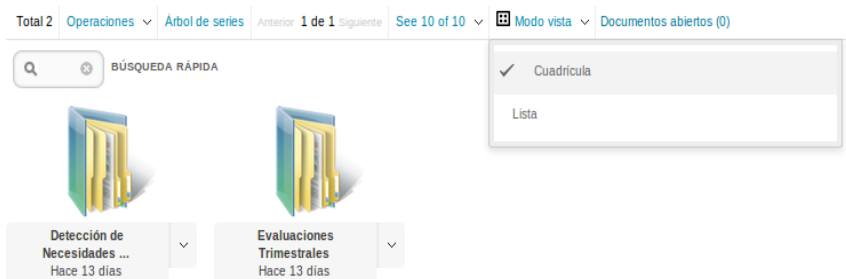 Total 2 Operaciones Árbol de series Anterior 1 de 1 Siguiente See 10 of 10 Modo vista Documentos abiertos (0)
BÚSQUEDA RÁPIDA
Cuadrícula
Lista
Detección de
Necesidades ...
Hace 13 días
Evaluaciones
Trimestrales
Hace 13 días